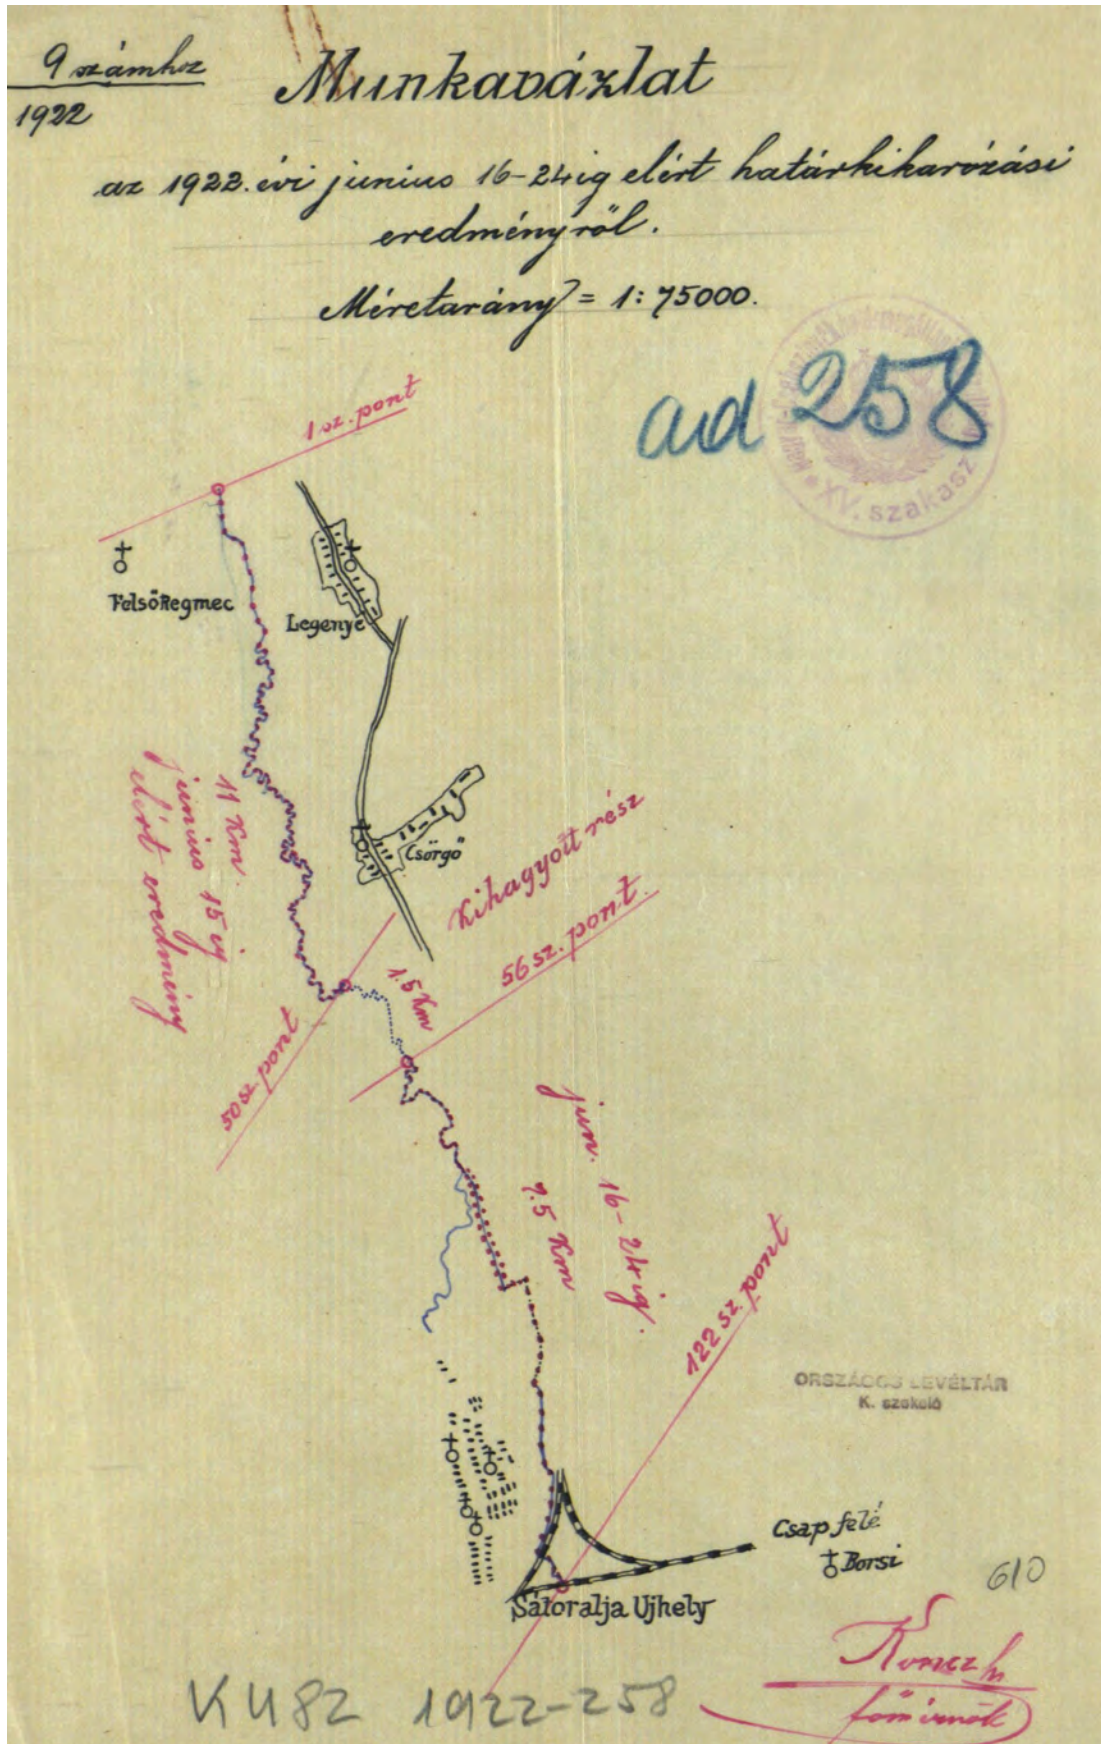 9 számhoz
1922
Munkavázlat
az 1922. évi junius 16-24ig elért határkikarózási
eredményről.
Méretarány = 1:75000.
ad 258
XV. szakasz
1 sz. pont
FelsőRegmec
Legenye
11 Km.
junius 15 ig
elért eredmény
Csörgő
Kihagyott rész
56 sz. pont.
1.5 Km
50 sz pont
jun. 16-24 ig.
7.5 Km
122 sz. pont
ORSZÁGOS LEVÉLTÁR
K. szekció
Csap felé
Borsi
Sátoralja Ujhely
610
főmérnök
K 482 1922-258